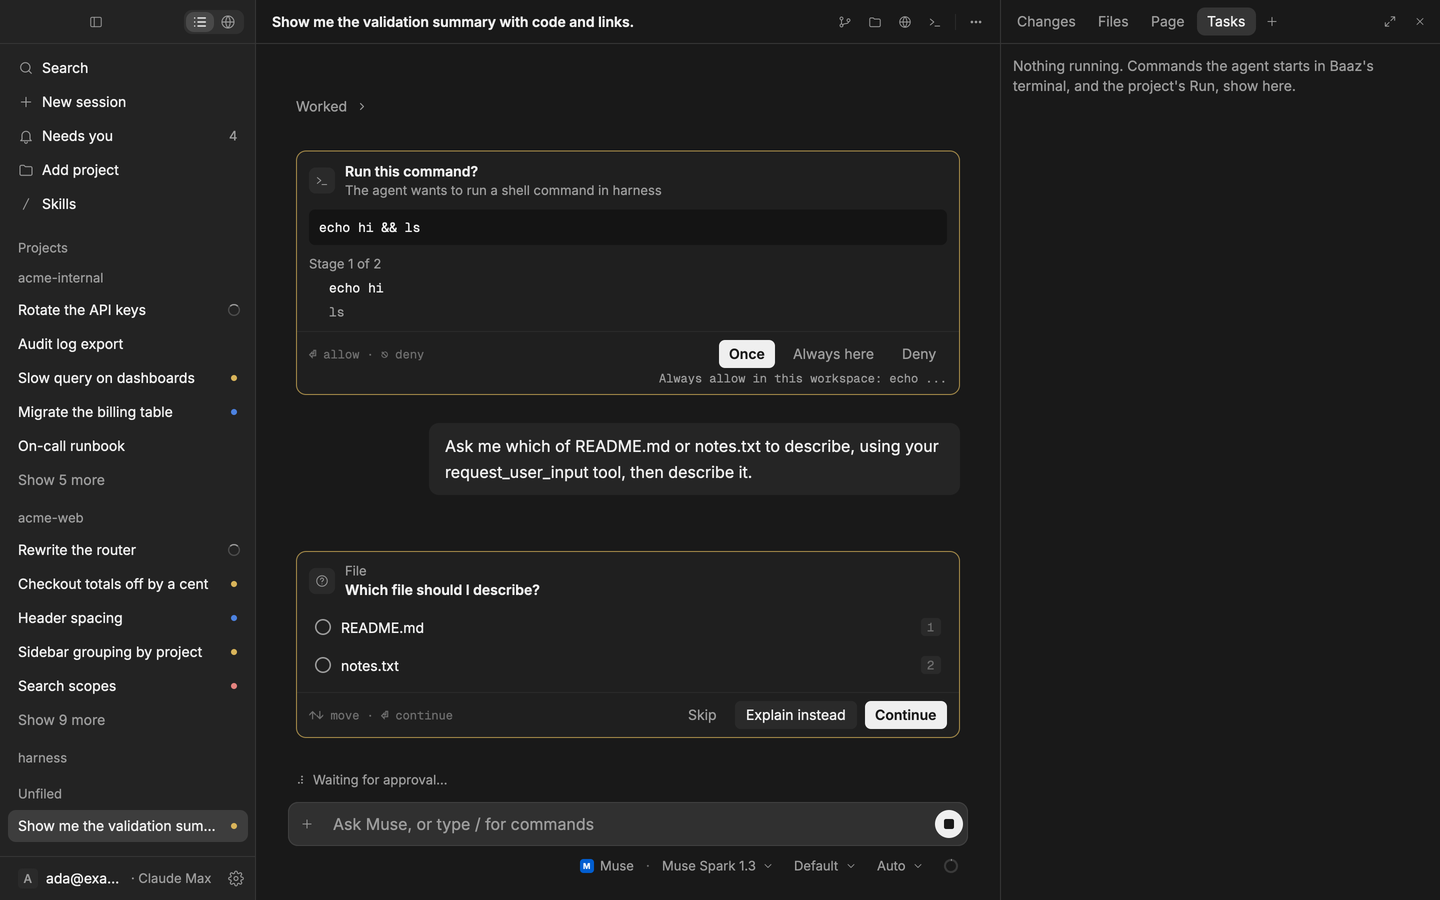 Search
New session
Needs you 4
Add project
Skills
Projects
acme-internal
Rotate the API keys
Audit log export
Slow query on dashboards
Migrate the billing table
On-call runbook
Show 5 more
acme-web
Rewrite the router
Checkout totals off by a cent
Header spacing
Sidebar grouping by project
Search scopes
Show 9 more
harness
Unfiled
Show me the validation sum...
A ada@exa... · Claude Max
Show me the validation summary with code and links.
Worked
Run this command?
The agent wants to run a shell command in harness
echo hi && ls
Stage 1 of 2
echo hi
ls
allow · deny
Once Always here Deny
Always allow in this workspace: echo ...
Ask me which of README.md or notes.txt to describe, using your
request_user_input tool, then describe it.
File
Which file should I describe?
README.md 1
notes.txt 2
move · continue
Skip Explain instead Continue
Waiting for approval...
Ask Muse, or type / for commands
M Muse · Muse Spark 1.3 Default Auto
Changes Files Page Tasks
Nothing running. Commands the agent starts in Baaz's
terminal, and the project's Run, show here.